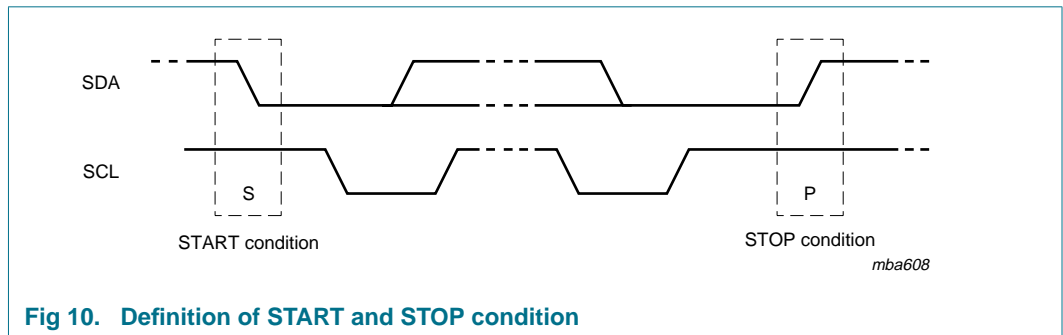 SDA
SCL
S
P
START condition
STOP condition
mba608
Fig 10. Definition of START and STOP condition